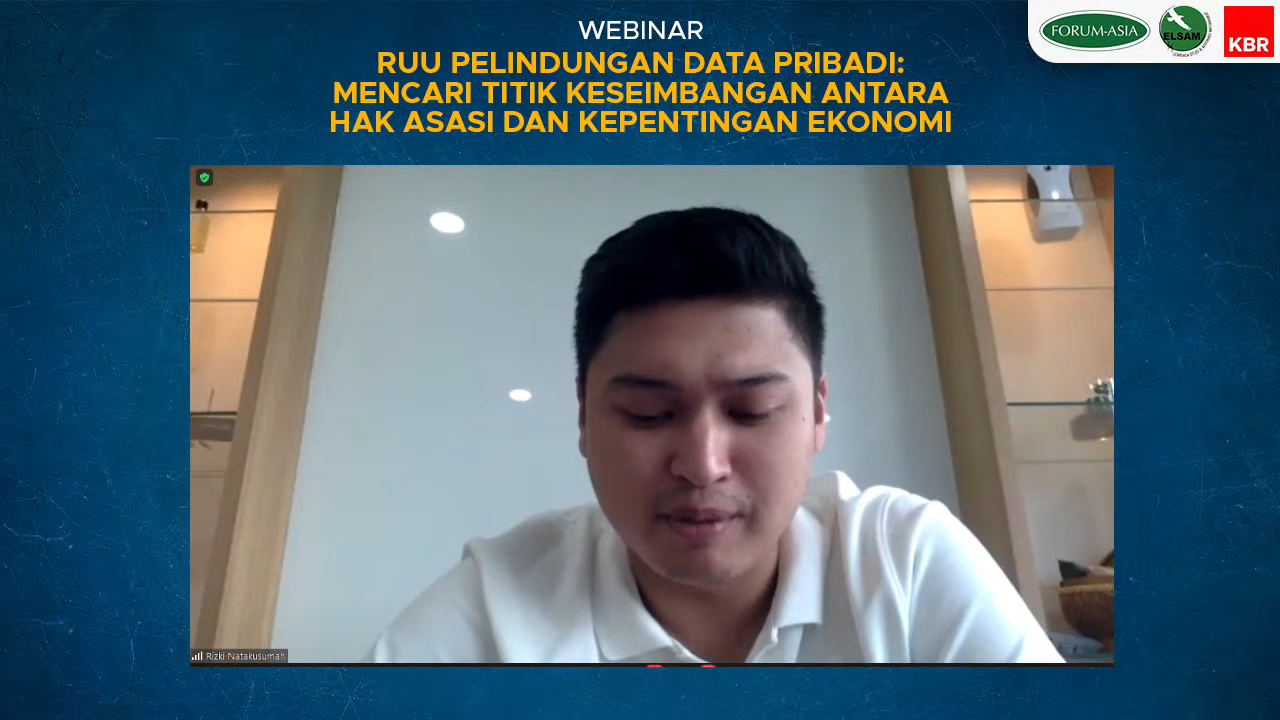 WEBINAR
RUU PELINDUNGAN DATA PRIBADI:
MENCARI TITIK KESEIMBANGAN ANTARA
HAK ASASI DAN KEPENTINGAN EKONOMI
FORUM-ASIA
ELSAM
KBR
Rizki Natakusumah